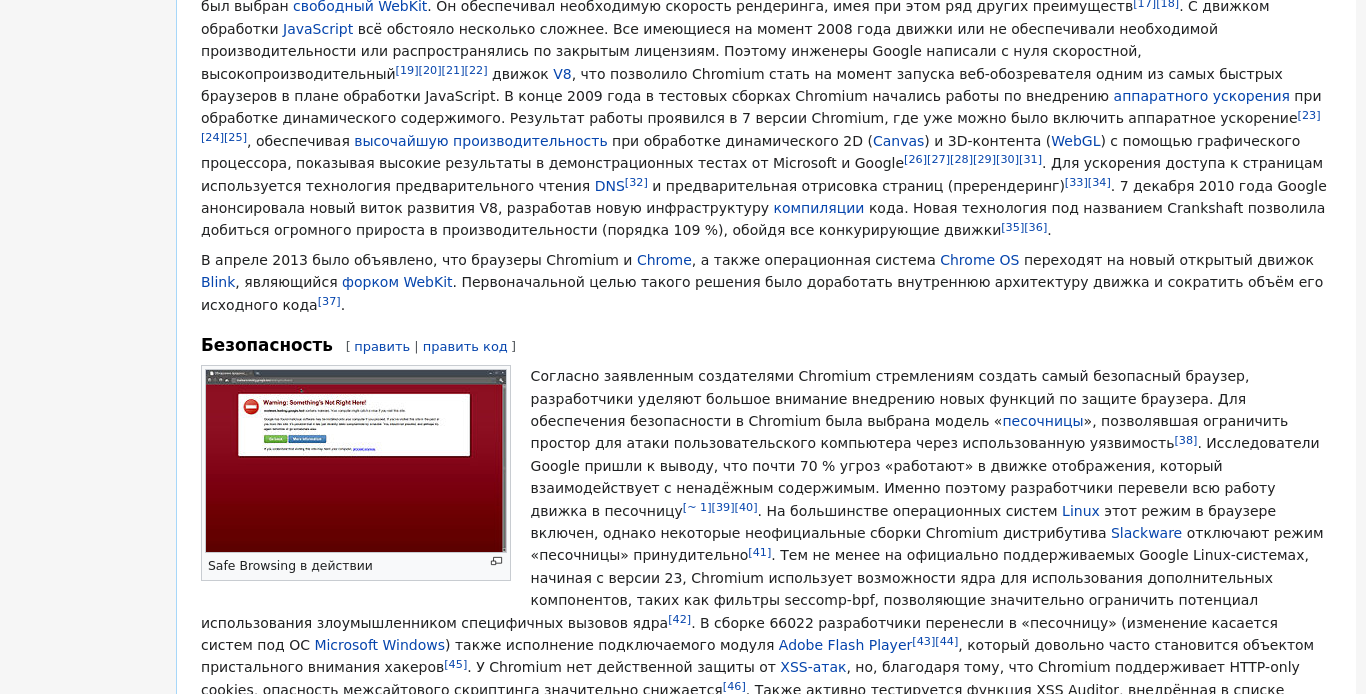 был выбран свободный WebKit. Он обеспечивал необходимую скорость рендеринга, имея при этом ряд других преимуществ[17][18]. С движком
обработки JavaScript всё обстояло несколько сложнее. Все имеющиеся на момент 2008 года движки или не обеспечивали необходимой
производительности или распространялись по закрытым лицензиям. Поэтому инженеры Google написали с нуля скоростной,
высокопроизводительный[19][20][21][22] движок V8, что позволило Chromium стать на момент запуска веб-обозревателя одним из самых быстрых
браузеров в плане обработки JavaScript. В конце 2009 года в тестовых сборках Chromium начались работы по внедрению аппаратного ускорения при
обработке динамического содержимого. Результат работы проявился в 7 версии Chromium, где уже можно было включить аппаратное ускорение[23]
[24][25], обеспечивая высочайшую производительность при обработке динамического 2D (Canvas) и 3D-контента (WebGL) с помощью графического
процессора, показывая высокие результаты в демонстрационных тестах от Microsoft и Google[26][27][28][29][30][31]. Для ускорения доступа к страницам
используется технология предварительного чтения DNS[32] и предварительная отрисовка страниц (пререндеринг)[33][34]. 7 декабря 2010 года Google
анонсировала новый виток развития V8, разработав новую инфраструктуру компиляции кода. Новая технология под названием Crankshaft позволила
добиться огромного прироста в производительности (порядка 109 %), обойдя все конкурирующие движки[35][36].
В апреле 2013 было объявлено, что браузеры Chromium и Chrome, а также операционная система Chrome OS переходят на новый открытый движок
Blink, являющийся форком WebKit. Первоначальной целью такого решения было доработать внутреннюю архитектуру движка и сократить объём его
исходного кода[37].
Безопасность [ править | править код ]
Warning: Something's Not Right Here!
Go back More information
Safe Browsing в действии
Согласно заявленным создателями Chromium стремлениям создать самый безопасный браузер,
разработчики уделяют большое внимание внедрению новых функций по защите браузера. Для
обеспечения безопасности в Chromium была выбрана модель «песочницы», позволявшая ограничить
простор для атаки пользовательского компьютера через использованную уязвимость[38]. Исследователи
Google пришли к выводу, что почти 70 % угроз «работают» в движке отображения, который
взаимодействует с ненадёжным содержимым. Именно поэтому разработчики перевели всю работу
движка в песочницу[~ 1][39][40]. На большинстве операционных систем Linux этот режим в браузере
включен, однако некоторые неофициальные сборки Chromium дистрибутива Slackware отключают режим
«песочницы» принудительно[41]. Тем не менее на официально поддерживаемых Google Linux-системах,
начиная с версии 23, Chromium использует возможности ядра для использования дополнительных
компонентов, таких как фильтры seccomp-bpf, позволяющие значительно ограничить потенциал
использования злоумышленником специфичных вызовов ядра[42]. В сборке 66022 разработчики перенесли в «песочницу» (изменение касается
систем под ОС Microsoft Windows) также исполнение подключаемого модуля Adobe Flash Player[43][44], который довольно часто становится объектом
пристального внимания хакеров[45]. У Chromium нет действенной защиты от XSS-атак, но, благодаря тому, что Chromium поддерживает HTTP-only
cookies, опасность межсайтового скриптинга значительно снижается[46]. Также активно тестируется функция XSS Auditor, внедрённая в списке